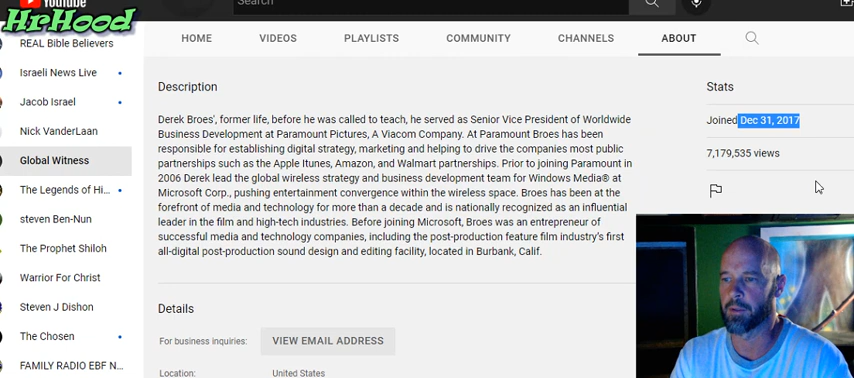 YouTube
Search
HrHood
HOME VIDEOS PLAYLISTS COMMUNITY CHANNELS ABOUT
REAL Bible Believers
Israeli News Live
Jacob Israel
Nick VanderLaan
Global Witness
The Legends of Hi...
steven Ben-Nun
The Prophet Shiloh
Warrior For Christ
Steven J Dishon
The Chosen
FAMILY RADIO EBF N...
Description
Derek Broes', former life, before he was called to teach, he served as Senior Vice President of Worldwide
Business Development at Paramount Pictures, A Viacom Company. At Paramount Broes has been
responsible for establishing digital strategy, marketing and helping to drive the companies most public
partnerships such as the Apple Itunes, Amazon, and Walmart partnerships. Prior to joining Paramount in
2006 Derek lead the global wireless strategy and business development team for Windows Media® at
Microsoft Corp., pushing entertainment convergence within the wireless space. Broes has been at the
forefront of media and technology for more than a decade and is nationally recognized as an influential
leader in the film and high-tech industries. Before joining Microsoft, Broes was an entrepreneur of
successful media and technology companies, including the post-production feature film industry's first
all-digital post-production sound design and editing facility, located in Burbank, Calif.
Details
For business inquiries: VIEW EMAIL ADDRESS
Location: United States
Stats
Joined Dec 31, 2017
7,179,535 views